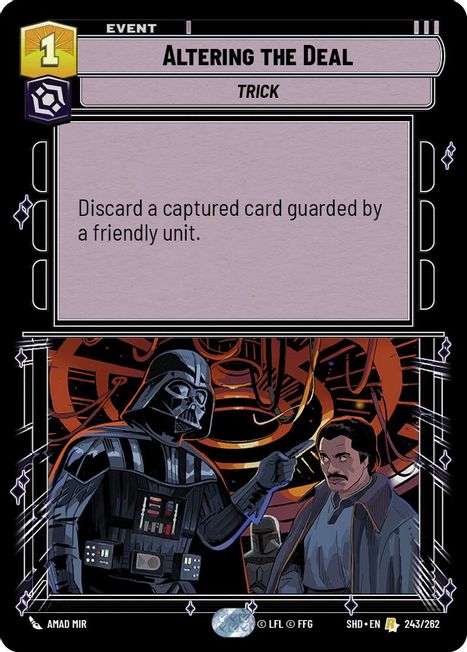 EVENT
1
ALTERING THE DEAL
TRICK
Discard a captured card guarded by
a friendly unit.
AMAD MIR
© LFL © FFG
SHD • EN R 243/262